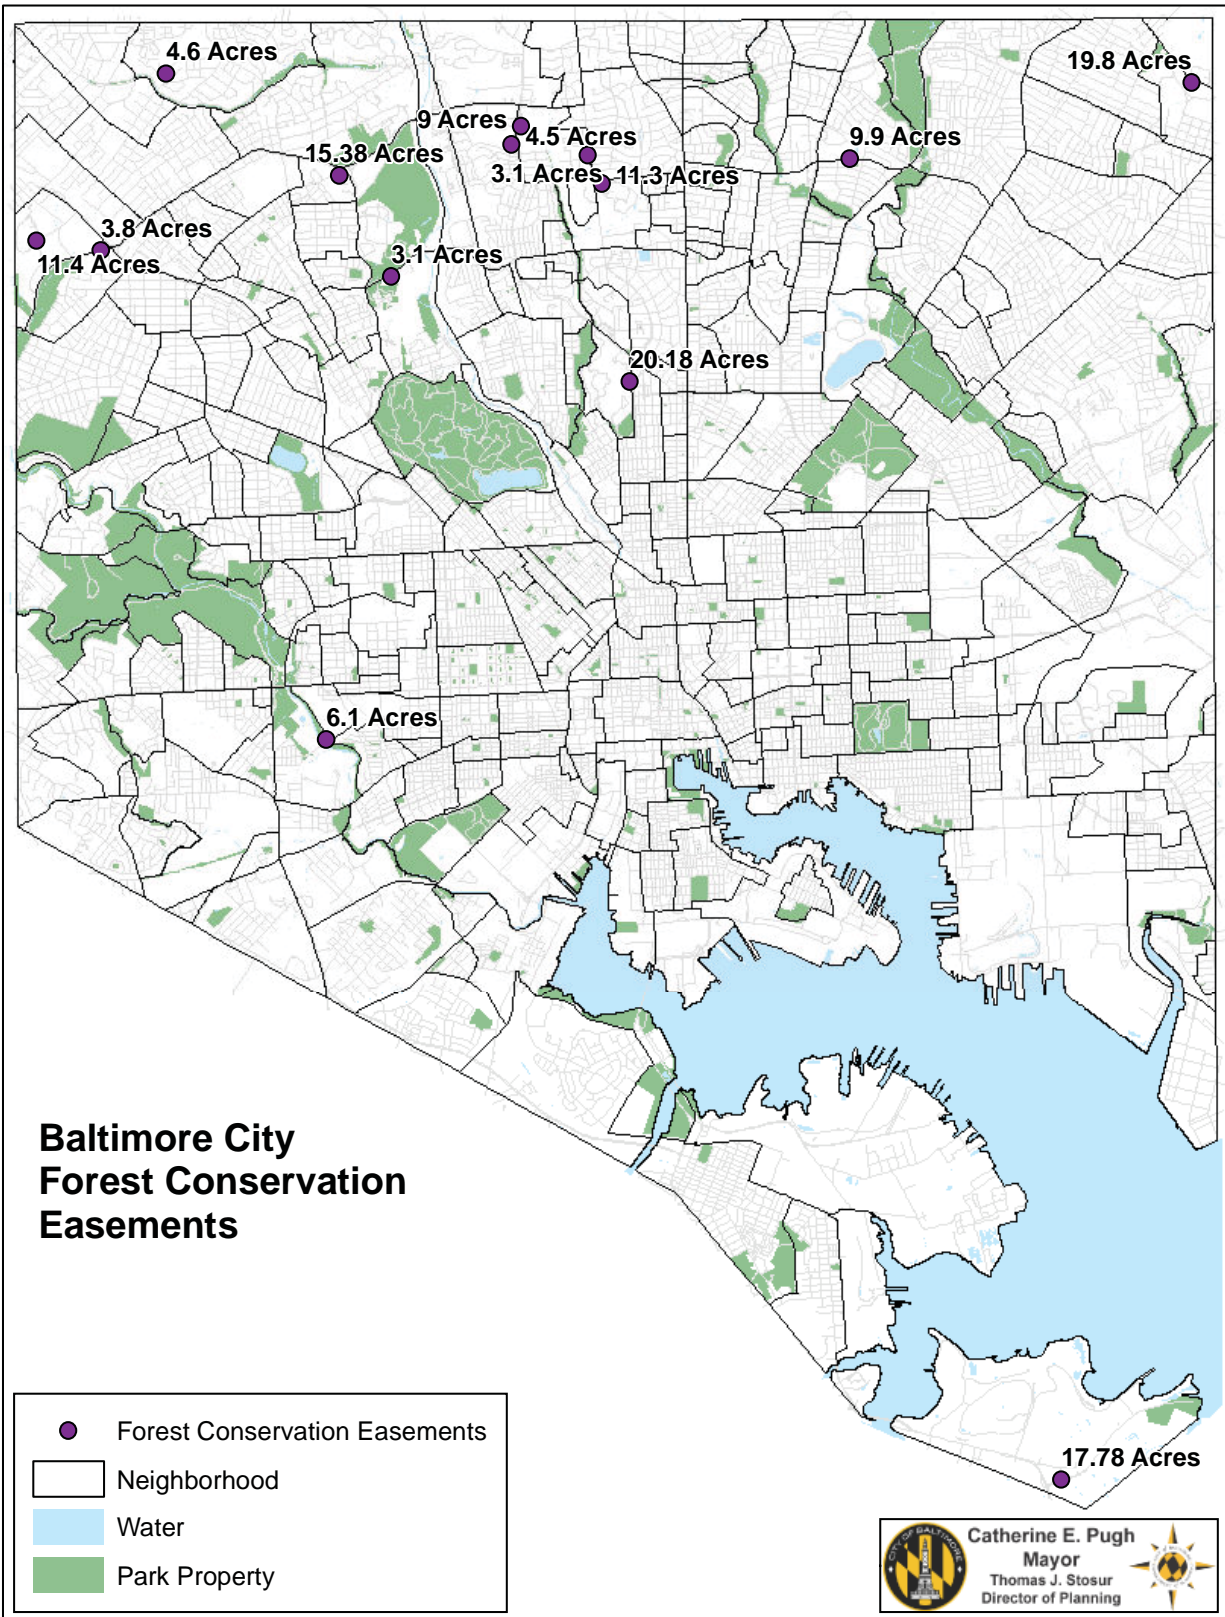 4.6 Acres
19.8 Acres
9 Acres
4.5 Acres
9.9 Acres
15.38 Acres
3.1 Acres
11.3 Acres
3.8 Acres
11.4 Acres
3.1 Acres
20.18 Acres
6.1 Acres
Baltimore City
Forest Conservation
Easements
17.78 Acres
Forest Conservation Easements
Neighborhood
Water
Park Property
CITY OF BALTIMORE
Catherine E. Pugh
Mayor
Thomas J. Stosur
Director of Planning